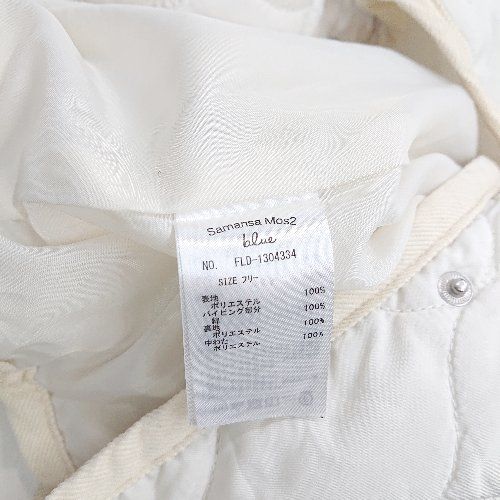 Samansa Mos2
blue
NO. FLD-1304334
SIZE フリー
表地
ポリエステル 100%
パイピング部分
綿 100%
裏地
ポリエステル 100%
中わた
ポリエステル 100%